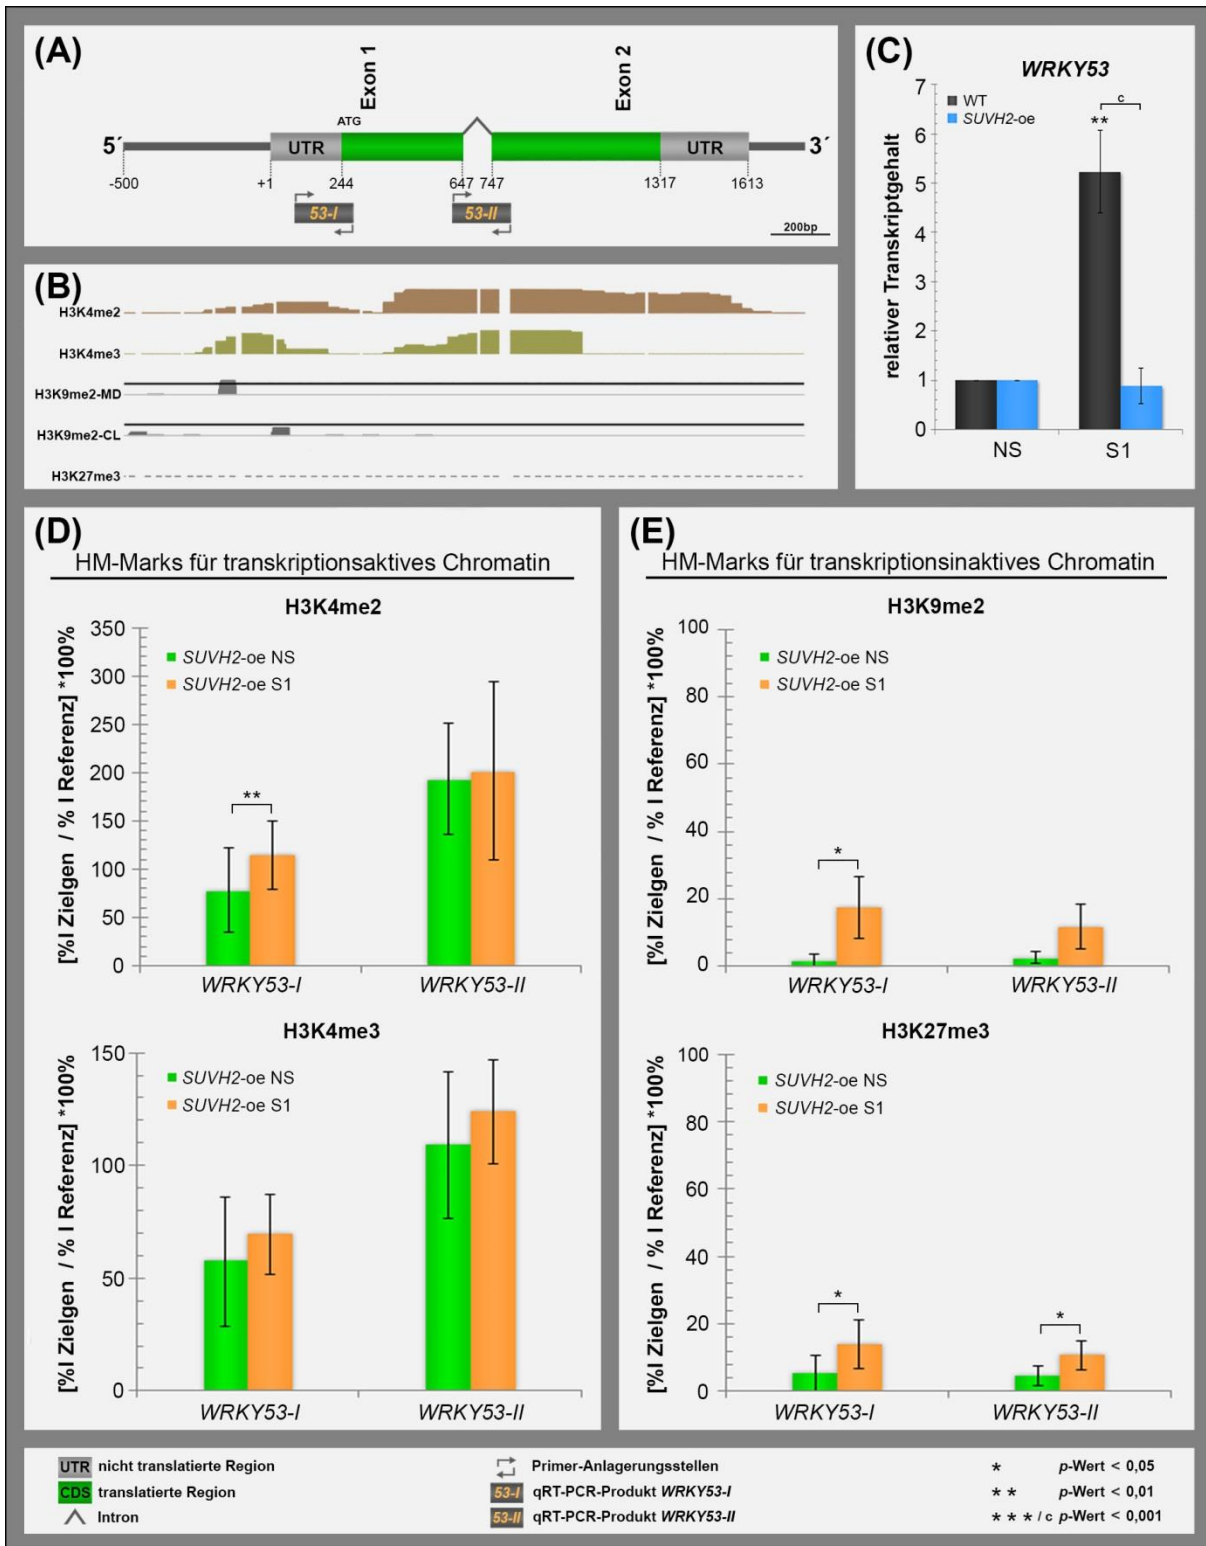 (A)
Exon 1
Exon 2
ATG
5´
UTR
UTR
3´
-500
+1
244
647
747
1317
1613
53-I
53-II
200bp
(B)
H3K4me2
H3K4me3
H3K9me2-MD
H3K9me2-CL
H3K27me3
(C)
WRKY53
relativer Transkriptgehalt
7
6
5
4
3
2
1
0
WT
SUVH2-oe
c
**
NS
S1
(D)
HM-Marks für transkriptionsaktives Chromatin
H3K4me2
[%I Zielgen / % I Referenz] *100%
350
300
250
200
150
100
50
0
SUVH2-oe NS
SUVH2-oe S1
**
WRKY53-I
WRKY53-II
H3K4me3
[%I Zielgen / % I Referenz] *100%
150
100
50
0
SUVH2-oe NS
SUVH2-oe S1
WRKY53-I
WRKY53-II
(E)
HM-Marks für transkriptionsinaktives Chromatin
H3K9me2
[%I Zielgen / % I Referenz] *100%
100
80
60
40
20
0
SUVH2-oe NS
SUVH2-oe S1
*
WRKY53-I
WRKY53-II
H3K27me3
[%I Zielgen / % I Referenz] *100%
100
80
60
40
20
0
SUVH2-oe NS
SUVH2-oe S1
*
*
WRKY53-I
WRKY53-II
UTR nicht translatierte Region
CDS translatierte Region
Intron
Primer-Anlagerungsstellen
53-I qRT-PCR-Produkt WRKY53-I
53-II qRT-PCR-Produkt WRKY53-II
* p-Wert < 0,05
** p-Wert < 0,01
***/c p-Wert < 0,001